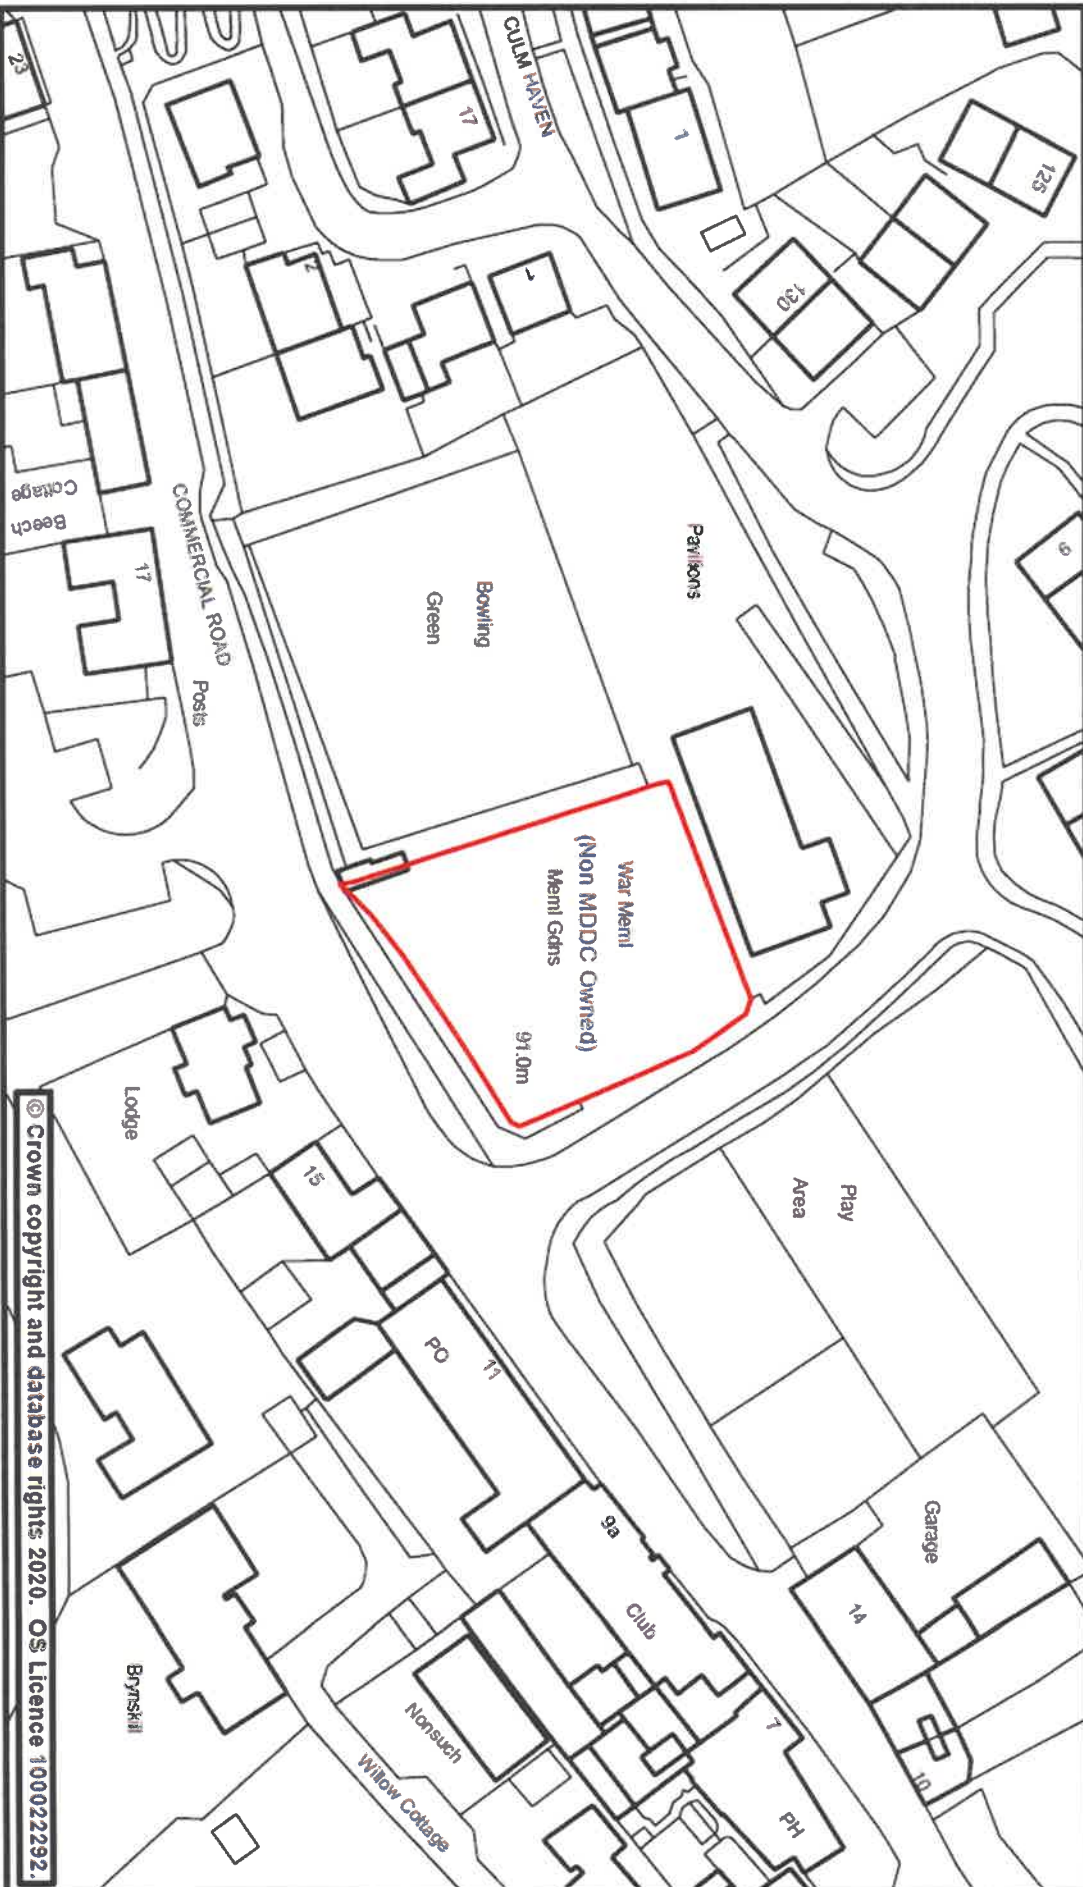 23
CULM HAVEN
17
1
125
130
2
1
9
Pavilions
Bowling
Green
COMMERCIAL ROAD
Posts
Beech
Cottage
17
War Meml
(Non MDDC Owned)
Meml Gdns
91.0m
Lodge
Play
Area
15
PO
11
Garage
14
10
9a
Club
7
PH
Nonsuch
Willow Cottage
Brynskil
© Crown copyright and database rights 2020. OS Licence 100022292.